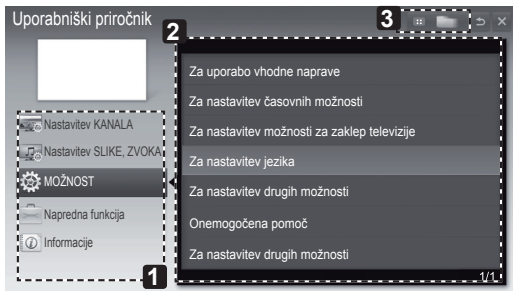 Uporabniški priročnik
2
3
Nastavitev KANALA
Nastavitev SLIKE, ZVOKA
MOŽNOST
Napredna funkcija
Informacije
1
Za uporabo vhodne naprave
Za nastavitev časovnih možnosti
Za nastavitev možnosti za zaklep televizije
Za nastavitev jezika
Za nastavitev drugih možnosti
Onemogočena pomoč
Za nastavitev drugih možnosti
1/1